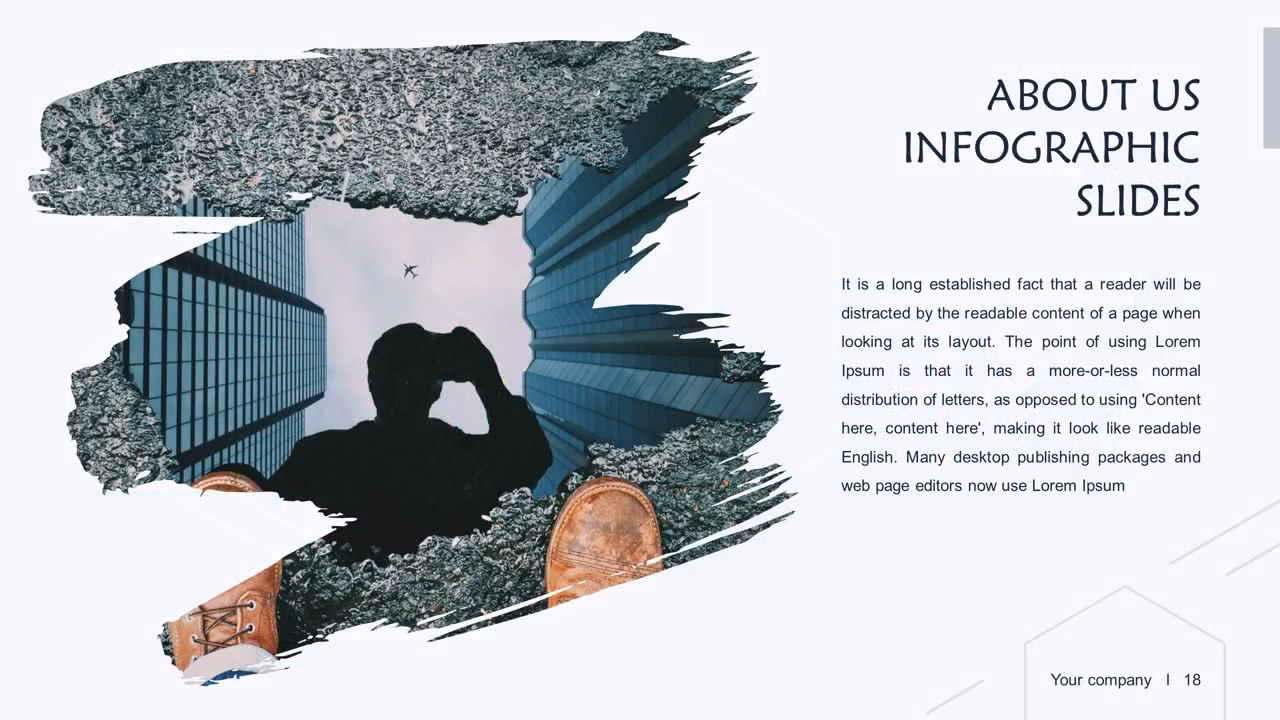 ABOUT US
INFOGRAPHIC
SLIDES
It is a long established fact that a reader will be
distracted by the readable content of a page when
looking at its layout. The point of using Lorem
Ipsum is that it has a more-or-less normal
distribution of letters, as opposed to using 'Content
here, content here', making it look like readable
English. Many desktop publishing packages and
web page editors now use Lorem Ipsum
Your company I 18